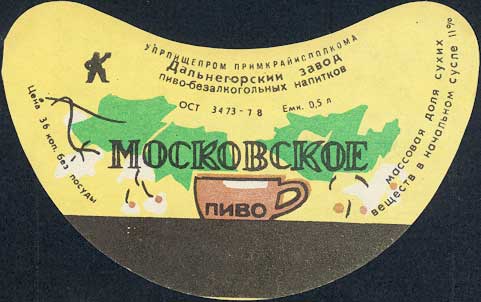 УПРПИЩЕПРОМ ПРИМКРАЙИСПОЛКОМА
Дальнегорский завод
пиво-безалкогольных напитков
ОСТ 3473-78 Емк. 0,5 л
Цена 36 коп. без посуды
МОСКОВСКОЕ
ПИВО
массовая доля сухих
веществ в начальном сусле 11%